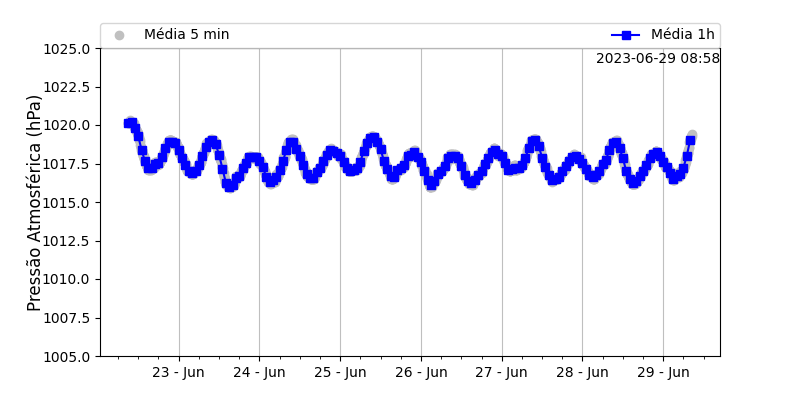 Média 5 min
Média 1h
2023-06-29 08:58
Pressão Atmosférica (hPa)
1025.0
1022.5
1020.0
1017.5
1015.0
1012.5
1010.0
1007.5
1005.0
23 - Jun
24 - Jun
25 - Jun
26 - Jun
27 - Jun
28 - Jun
29 - Jun